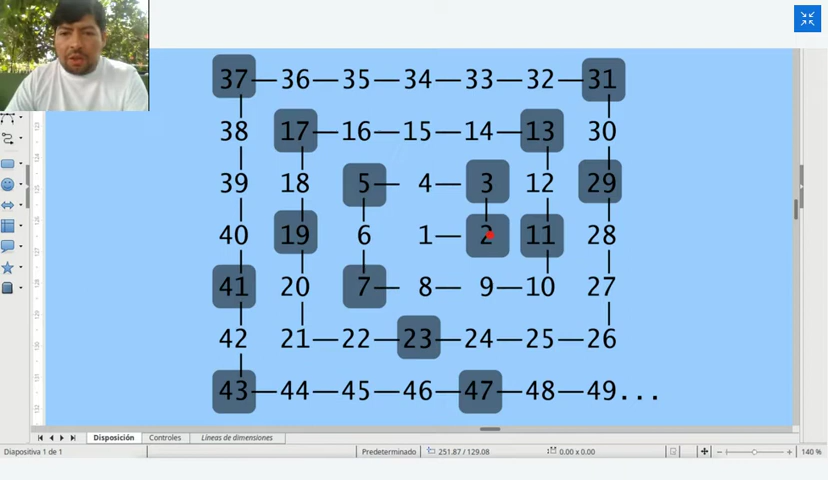 37 — 36 — 35 — 34 — 33 — 32 — 31
38 17 — 16 — 15 — 14 — 13 30
39 18 5 — 4 — 3 12 29
40 19 6 1 — 2 11 28
41 20 7 — 8 — 9 — 10 27
42 21 — 22 — 23 — 24 — 25 — 26
43 — 44 — 45 — 46 — 47 — 48 — 49...
Disposición Controles Líneas de dimensiones
Diapositiva 1 de 1 Predeterminado 251.87 / 129.08 0.00 x 0.00 140 %